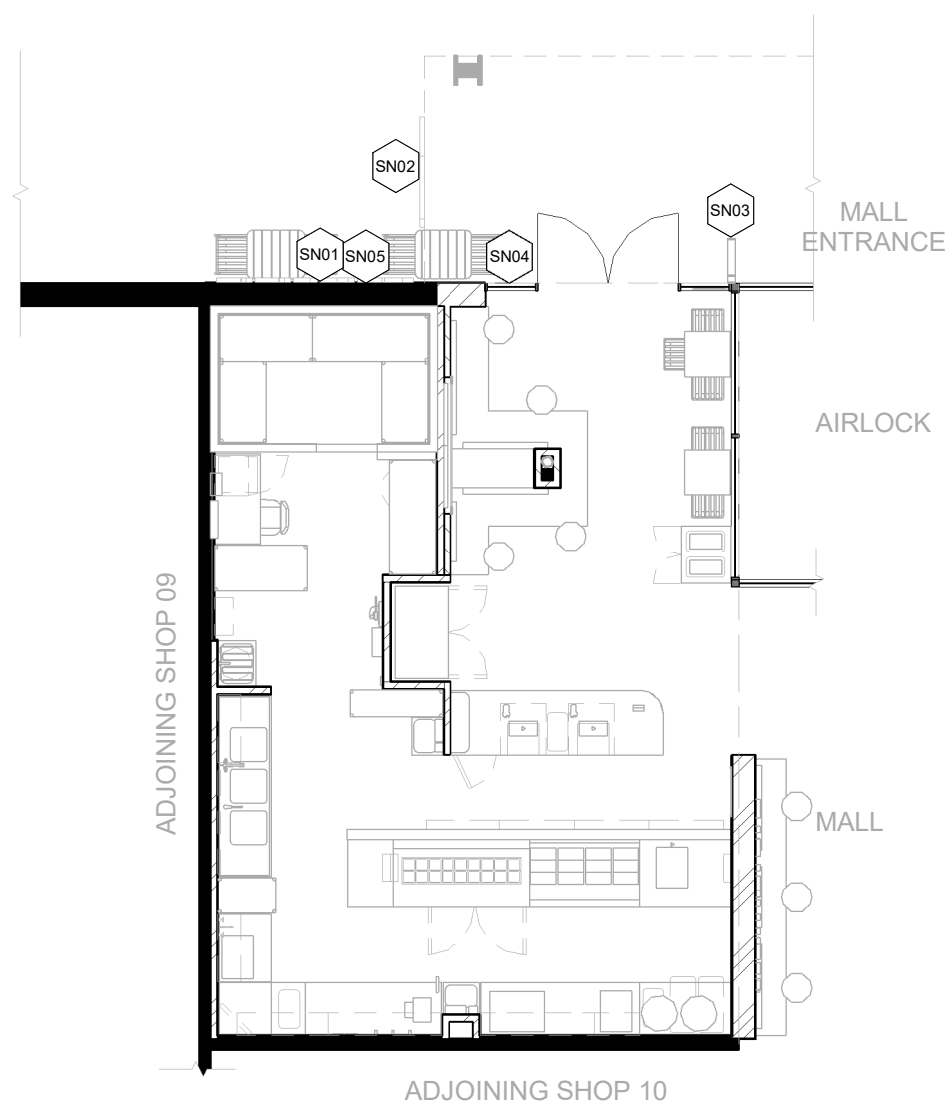 SN02
SN03
MALL
ENTRANCE
SN01
SN05
SN04
AIRLOCK
ADJOINING SHOP 09
MALL
ADJOINING SHOP 10